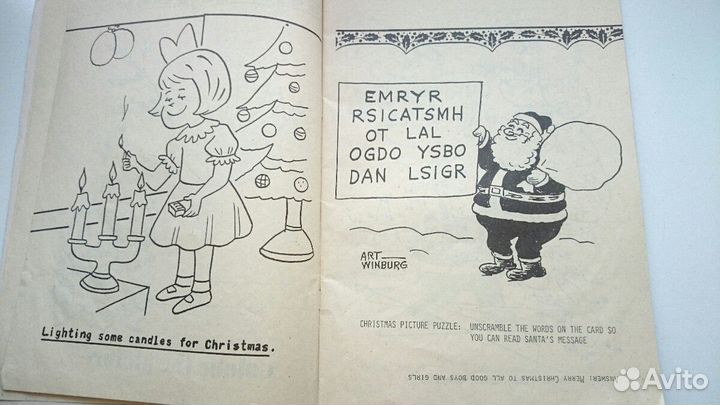 Lighting some candles for Christmas.
EMRYR
RSICATSMH
OT LAL
OGDO YSBO
DAN LSIGR
ART
WINBURG
CHRISTMAS PICTURE PUZZLE: UNSCRAMBLE THE WORDS ON THE CARD SO
YOU CAN READ SANTA'S MESSAGE
ANSWER: MERRY CHRISTMAS TO ALL GOOD BOYS AND GIRLS
Avito